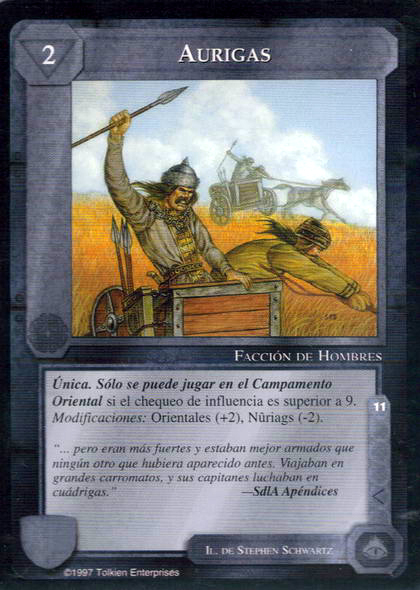 2
AURIGAS
FACCIÓN DE HOMBRES
Única. Sólo se puede jugar en el Campamento
Oriental si el chequeo de influencia es superior a 9.
Modificaciones: Orientales (+2), Nûriags (-2).
11
"... pero eran más fuertes y estaban mejor armados que
ningún otro que hubiera aparecido antes. Viajaban en
grandes carromatos, y sus capitanes luchaban en
cuádrigas."
—SdlA Apéndices
IL. DE STEPHEN SCHWARTZ
©1997 Tolkien Enterprises